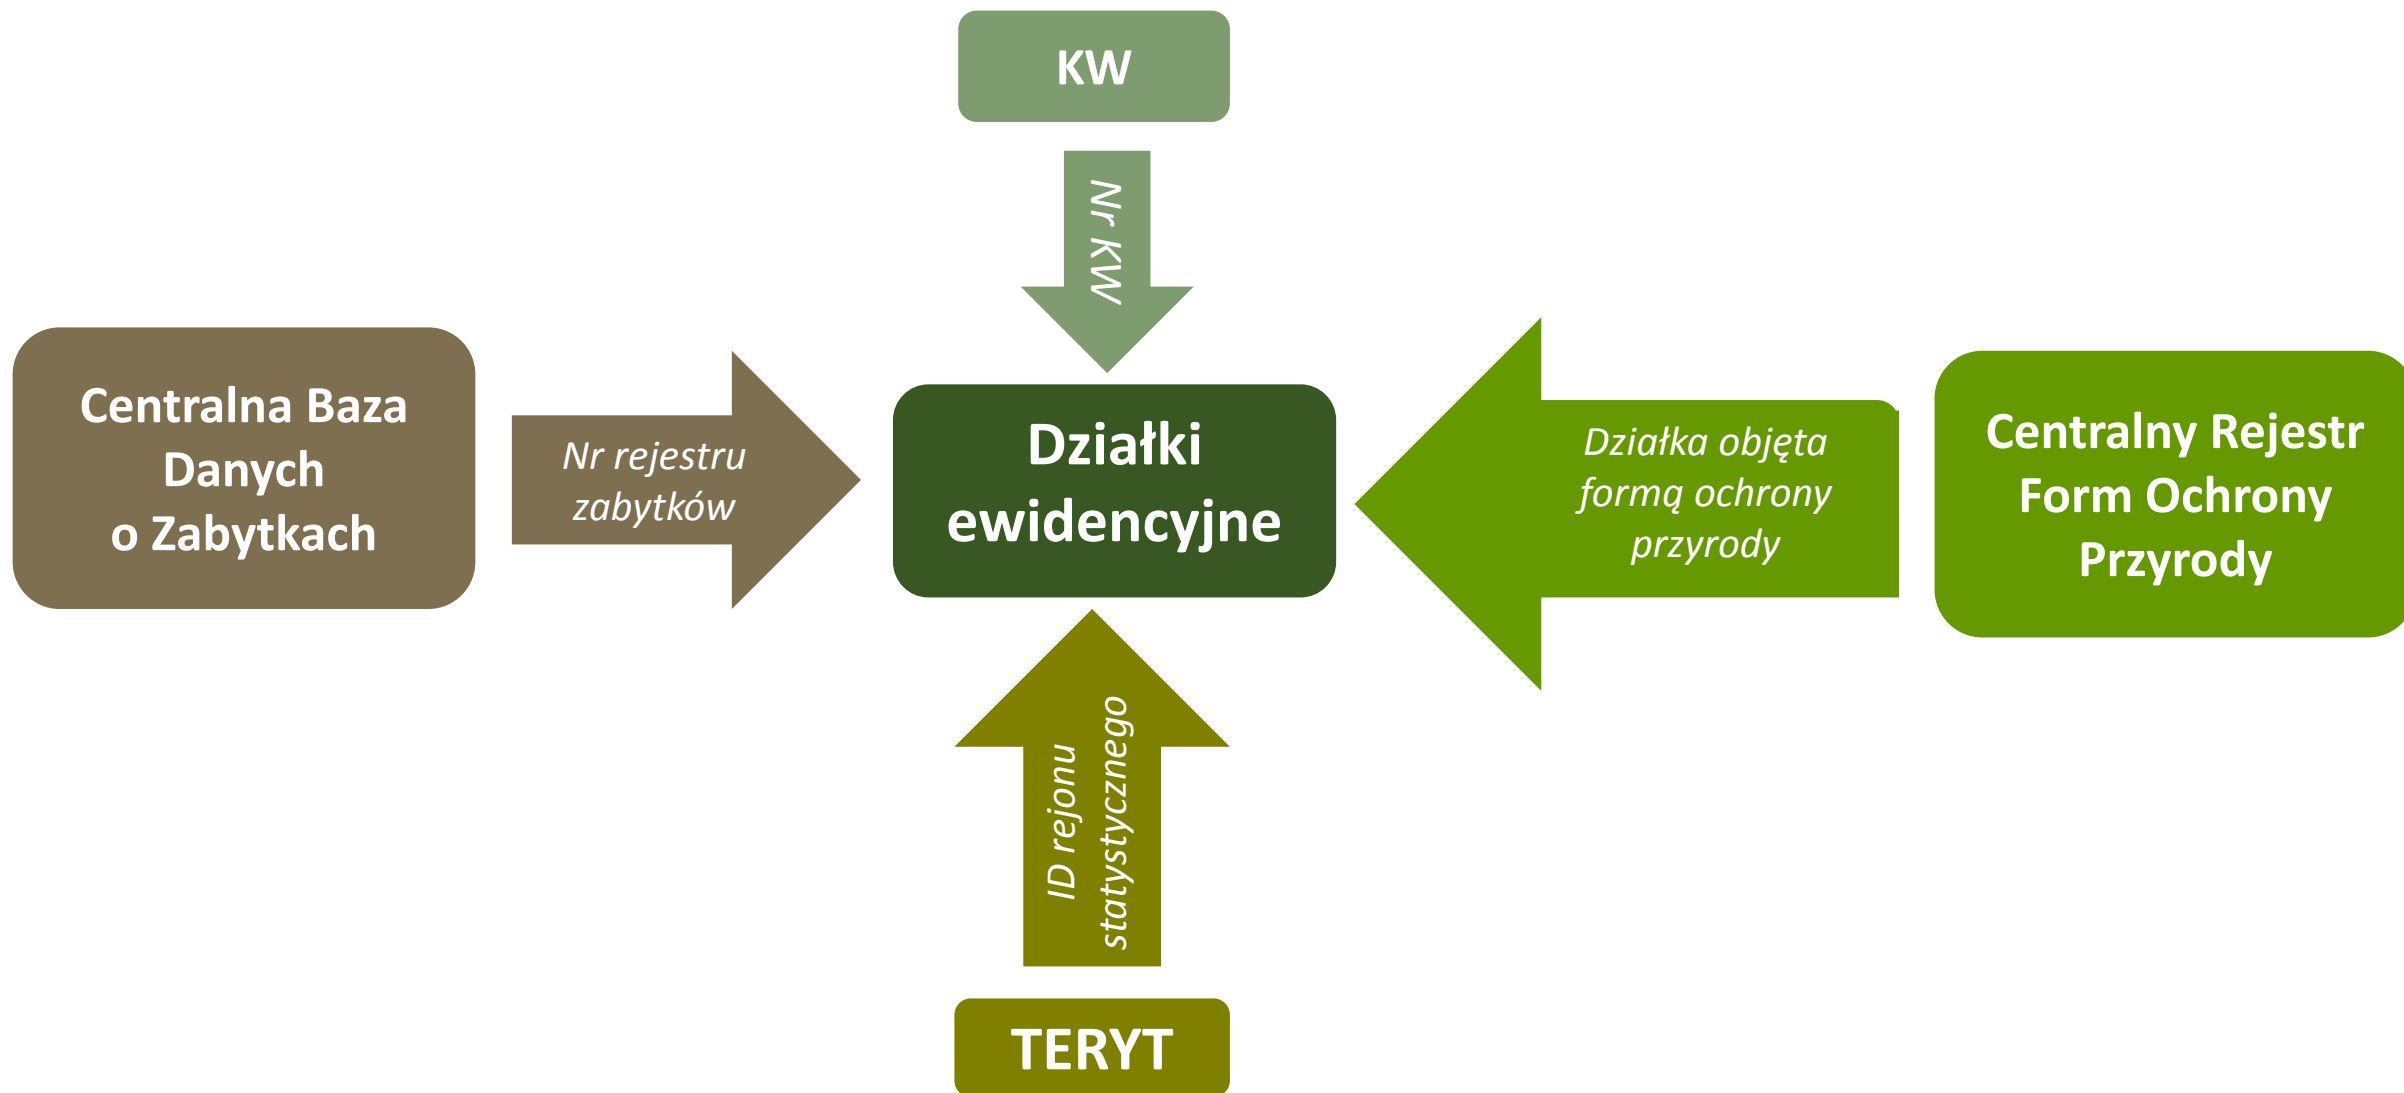 KW
Nr KW
Centralna Baza
Danych
o Zabytkach
Nr rejestru
zabytków
Działki
ewidencyjne
Działka objęta
formą ochrony
przyrody
Centralny Rejestr
Form Ochrony
Przyrody
ID rejonu
statystycznego
TERYT